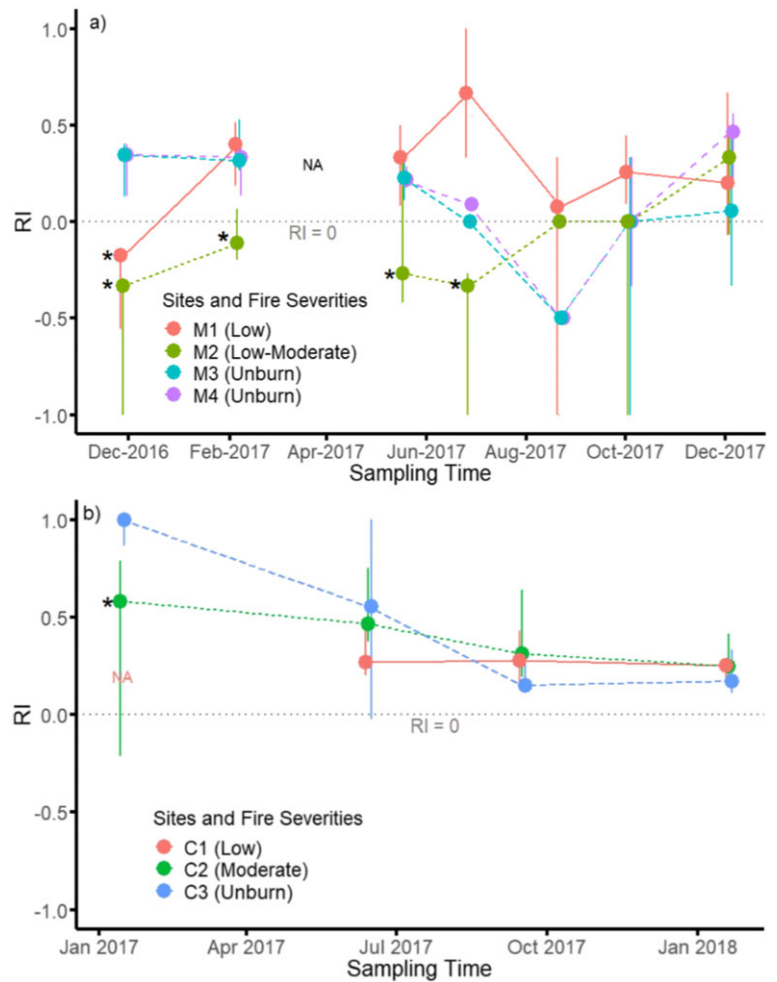 a)
1.0
0.5
0.0
-0.5
-1.0
RI
NA
RI = 0
*
*
*
*
*
Sites and Fire Severities
M1 (Low)
M2 (Low-Moderate)
M3 (Unburn)
M4 (Unburn)
Dec-2016 Feb-2017 Apr-2017 Jun-2017 Aug-2017 Oct-2017 Dec-2017
Sampling Time
b)
1.0
0.5
0.0
-0.5
-1.0
RI
*
NA
RI = 0
Sites and Fire Severities
C1 (Low)
C2 (Moderate)
C3 (Unburn)
Jan 2017 Apr 2017 Jul 2017 Oct 2017 Jan 2018
Sampling Time